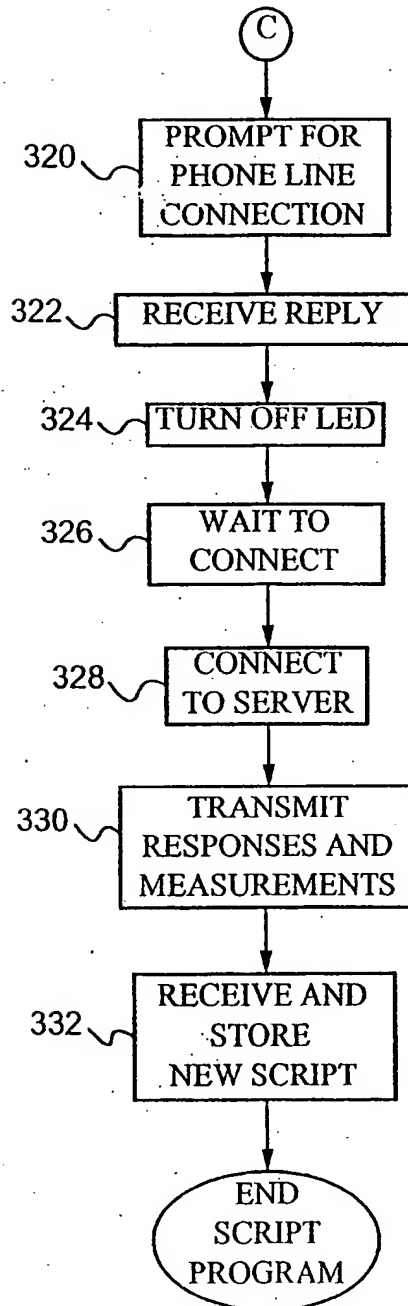 C
320
PROMPT FOR
PHONE LINE
CONNECTION
322
RECEIVE REPLY
324
TURN OFF LED
326
WAIT TO
CONNECT
328
CONNECT
TO SERVER
330
TRANSMIT
RESPONSES AND
MEASUREMENTS
332
RECEIVE AND
STORE
NEW SCRIPT
END
SCRIPT
PROGRAM